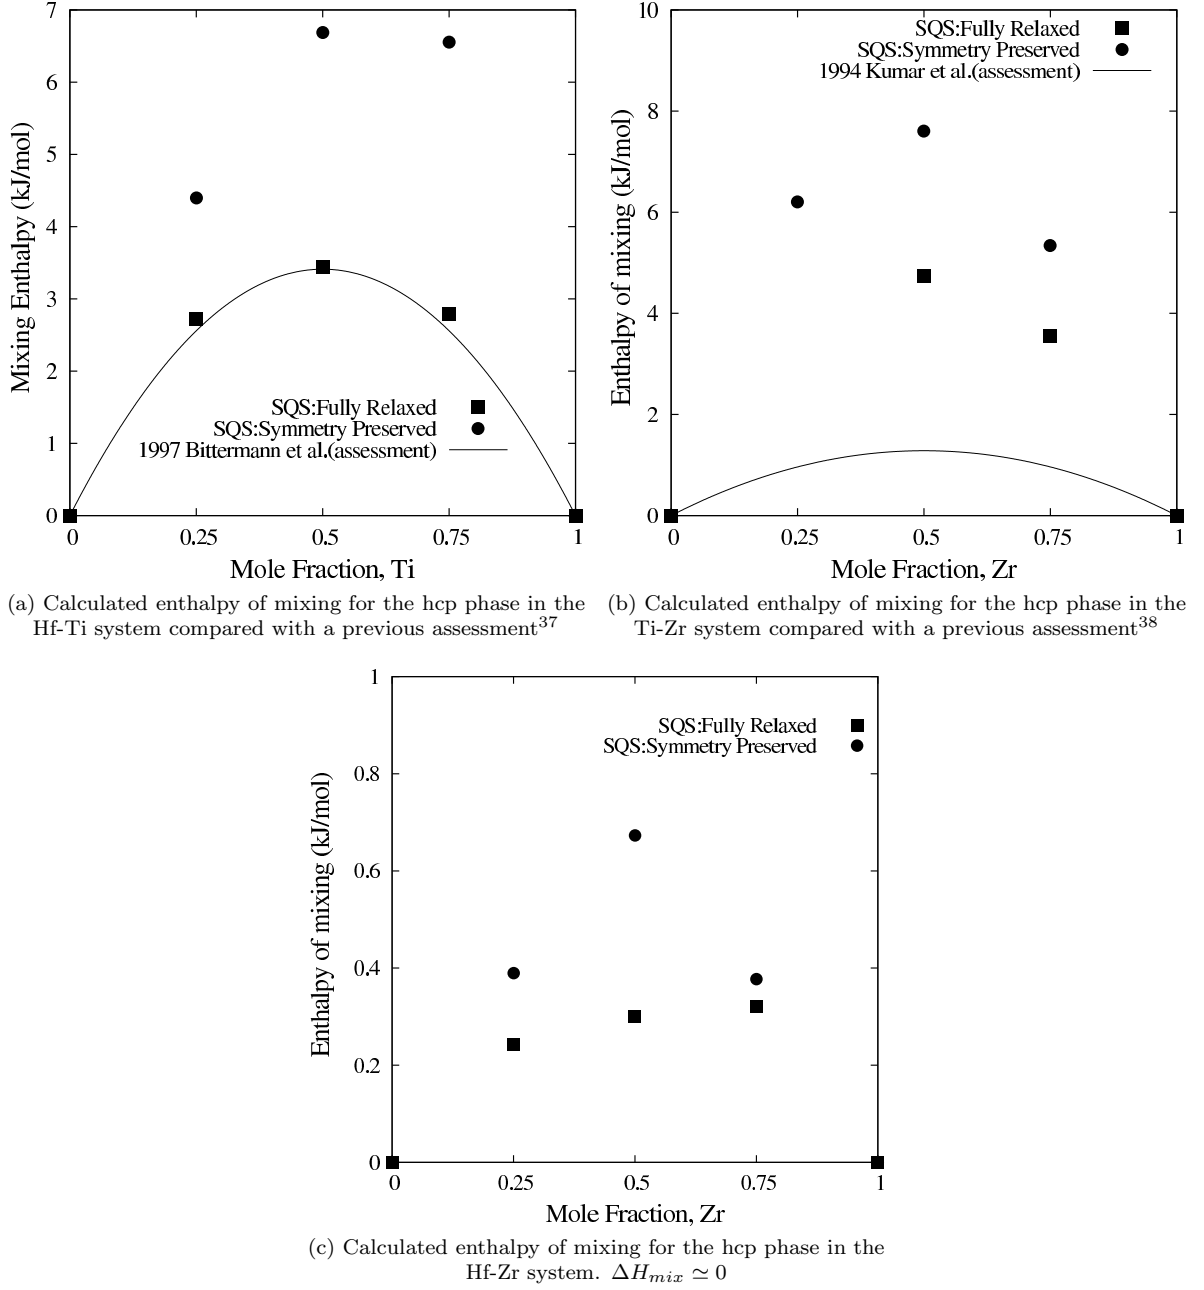 7
6
5
4
3
2
1
0
Mixing Enthalpy (kJ/mol)
SQS:Fully Relaxed
SQS:Symmetry Preserved
1997 Bittermann et al.(assessment)
0 0.25 0.5 0.75 1
Mole Fraction, Ti
(a) Calculated enthalpy of mixing for the hcp phase in the
Hf-Ti system compared with a previous assessment37
10
8
6
4
2
0
Enthalpy of mixing (kJ/mol)
SQS:Fully Relaxed
SQS:Symmetry Preserved
1994 Kumar et al.(assessment)
0 0.25 0.5 0.75 1
Mole Fraction, Zr
(b) Calculated enthalpy of mixing for the hcp phase in the
Ti-Zr system compared with a previous assessment38
1
0.8
0.6
0.4
0.2
0
Enthalpy of mixing (kJ/mol)
SQS:Fully Relaxed
SQS:Symmetry Preserved
0 0.25 0.5 0.75 1
Mole Fraction, Zr
(c) Calculated enthalpy of mixing for the hcp phase in the
Hf-Zr system. ΔHmix ≃ 0